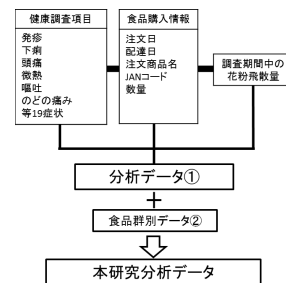 健康調査項目
発疹
下痢
頭痛
微熱
嘔吐
のどの痛み
等19症状
食品購入情報
注文日
配達日
注文商品名
JANコード
数量
調査期間中の
花粉飛散量
分析データ①
+
食品群別データ②
本研究分析データ